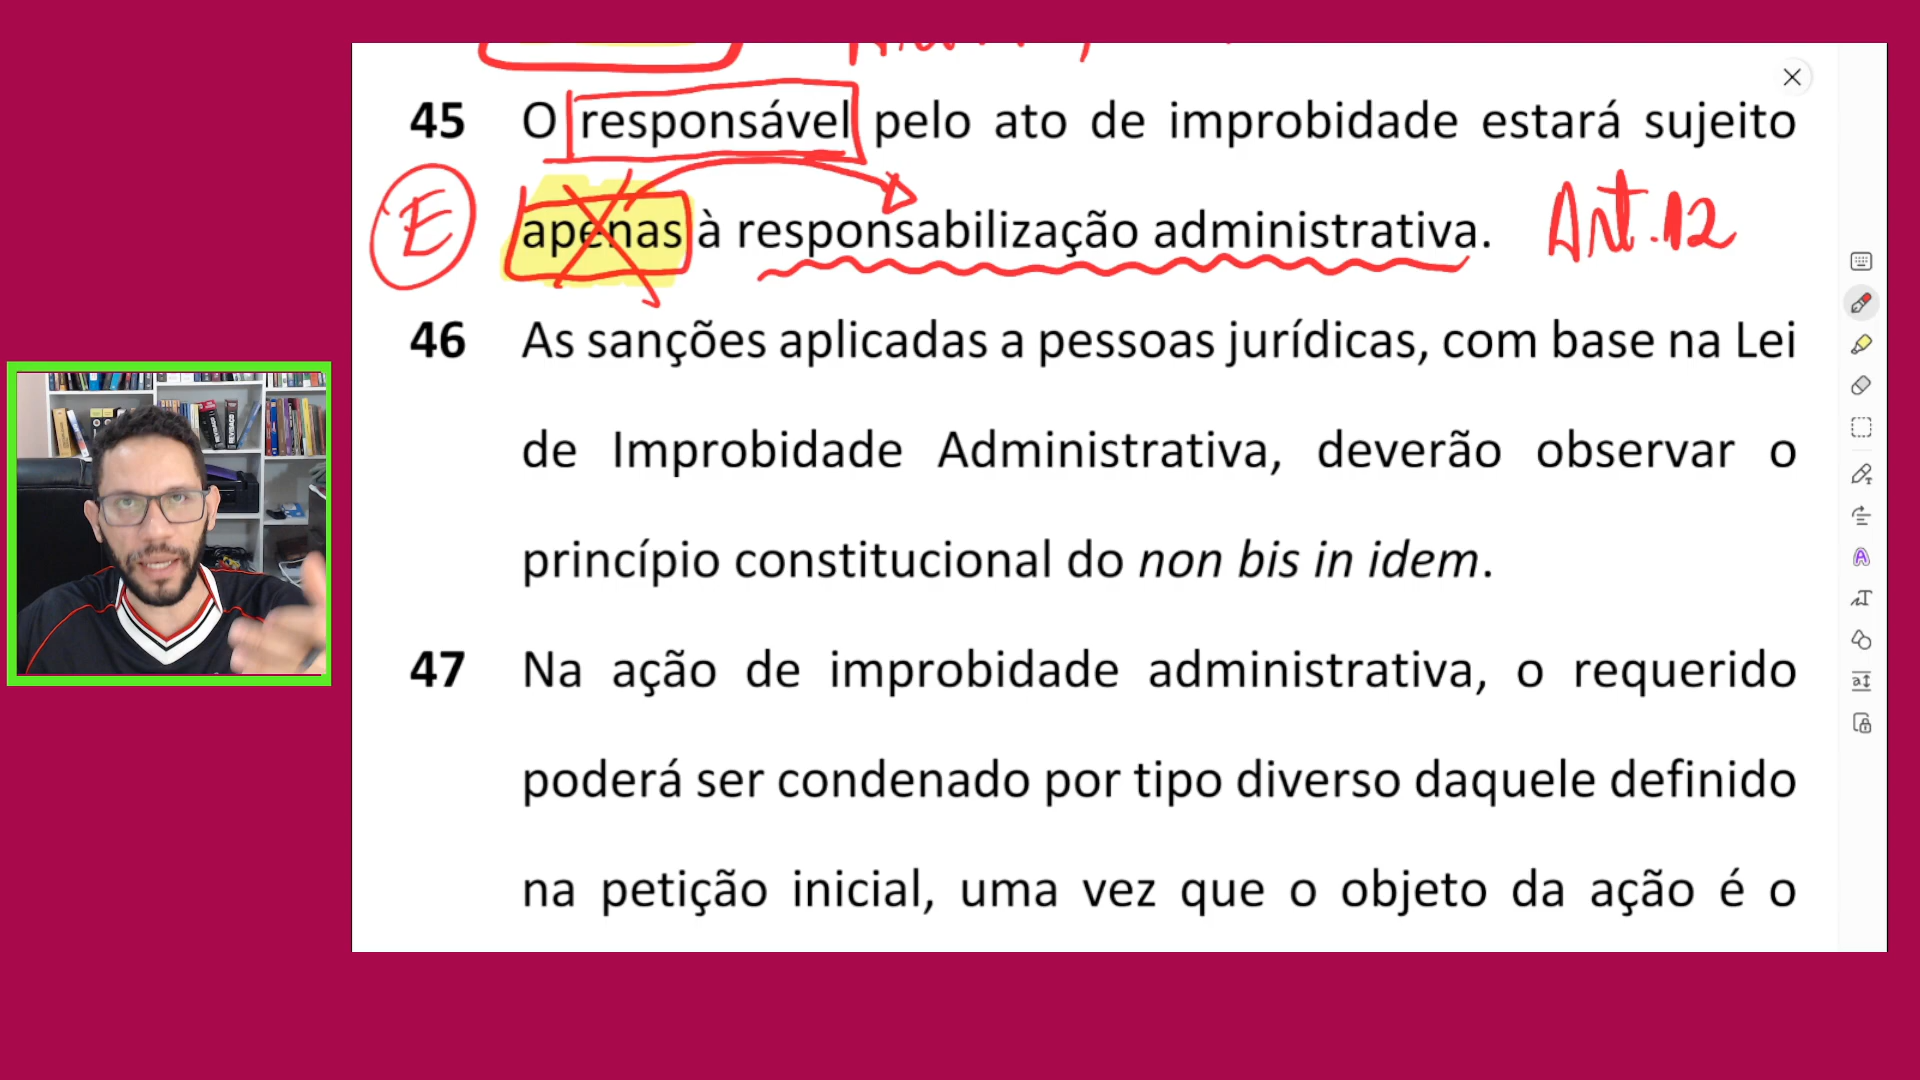 45 O responsável pelo ato de improbidade estará sujeito
E apenas à responsabilização administrativa. Art. 12
46 As sanções aplicadas a pessoas jurídicas, com base na Lei
de Improbidade Administrativa, deverão observar o
princípio constitucional do non bis in idem.
47 Na ação de improbidade administrativa, o requerido
poderá ser condenado por tipo diverso daquele definido
na petição inicial, uma vez que o objeto da ação é o